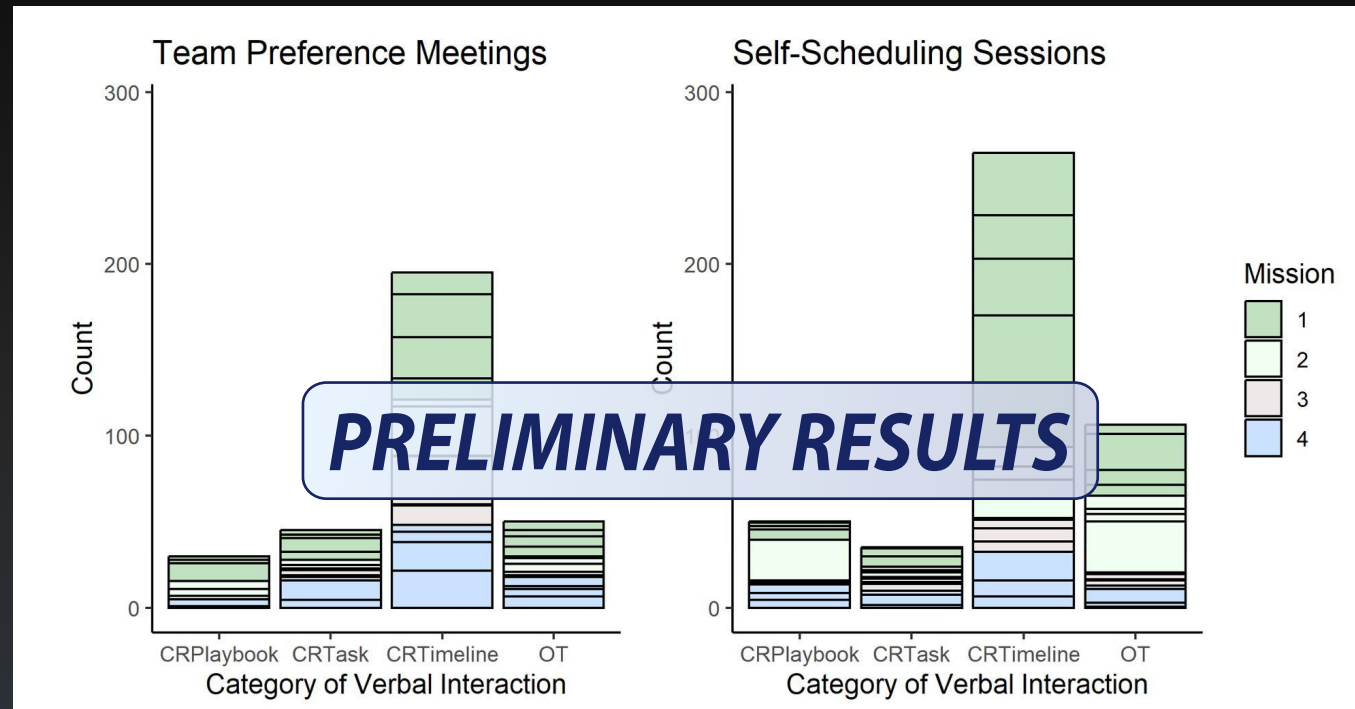 Team Preference Meetings
300
200
100
0
Count
CRPlaybook CRTask CRTimeline OT
Category of Verbal Interaction
Self-Scheduling Sessions
300
200
100
0
Count
CRPlaybook CRTask CRTimeline OT
Category of Verbal Interaction
Mission
1
2
3
4
PRELIMINARY RESULTS